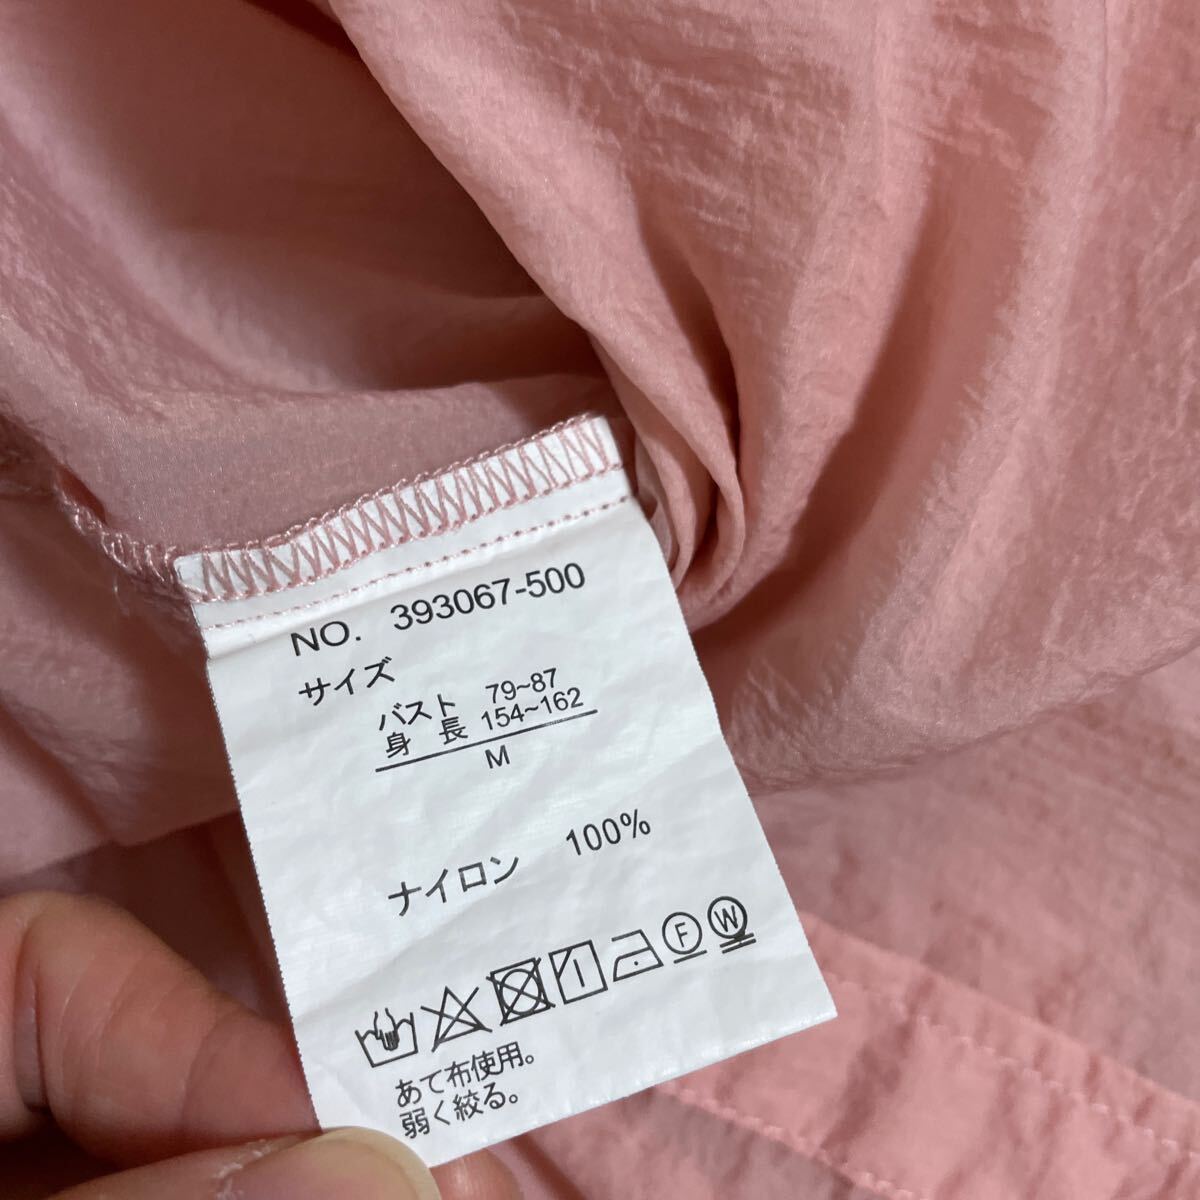 NO. 393067-500
サイズ
バスト 79~87
身 長 154~162
M
ナイロン 100%
F W
あて布使用。
弱く絞る。